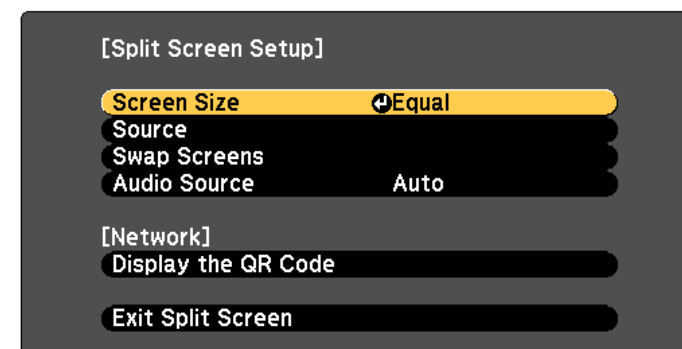 [Split Screen Setup]
Screen Size Equal
Source
Swap Screens
Audio Source Auto
[Network]
Display the QR Code
Exit Split Screen